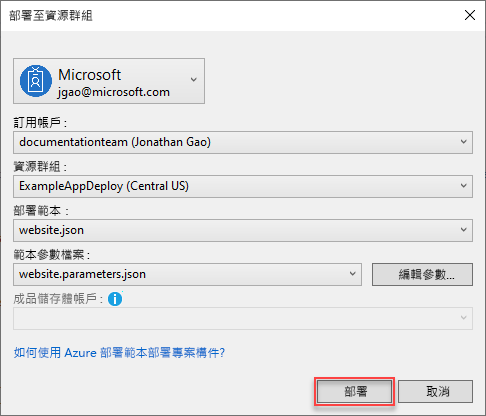 部署至資源群組
Microsoft
jgao@microsoft.com
訂用帳戶：
documentationteam (Jonathan Gao)
資源群組：
ExampleAppDeploy (Central US)
部署範本：
website.json
範本參數檔案：
website.parameters.json
編輯參數...
成品儲存體帳戶：
如何使用 Azure 部署範本部署專案構件?
部署
取消